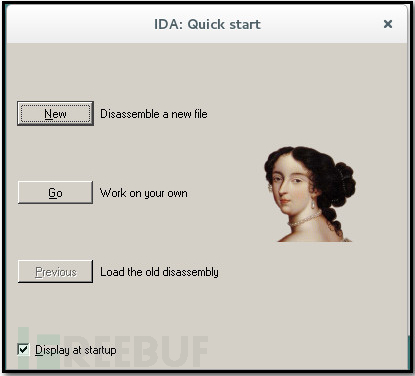 IDA: Quick start
New Disassemble a new file
Go Work on your own
Previous Load the old disassembly
Display at startup
REEBUF